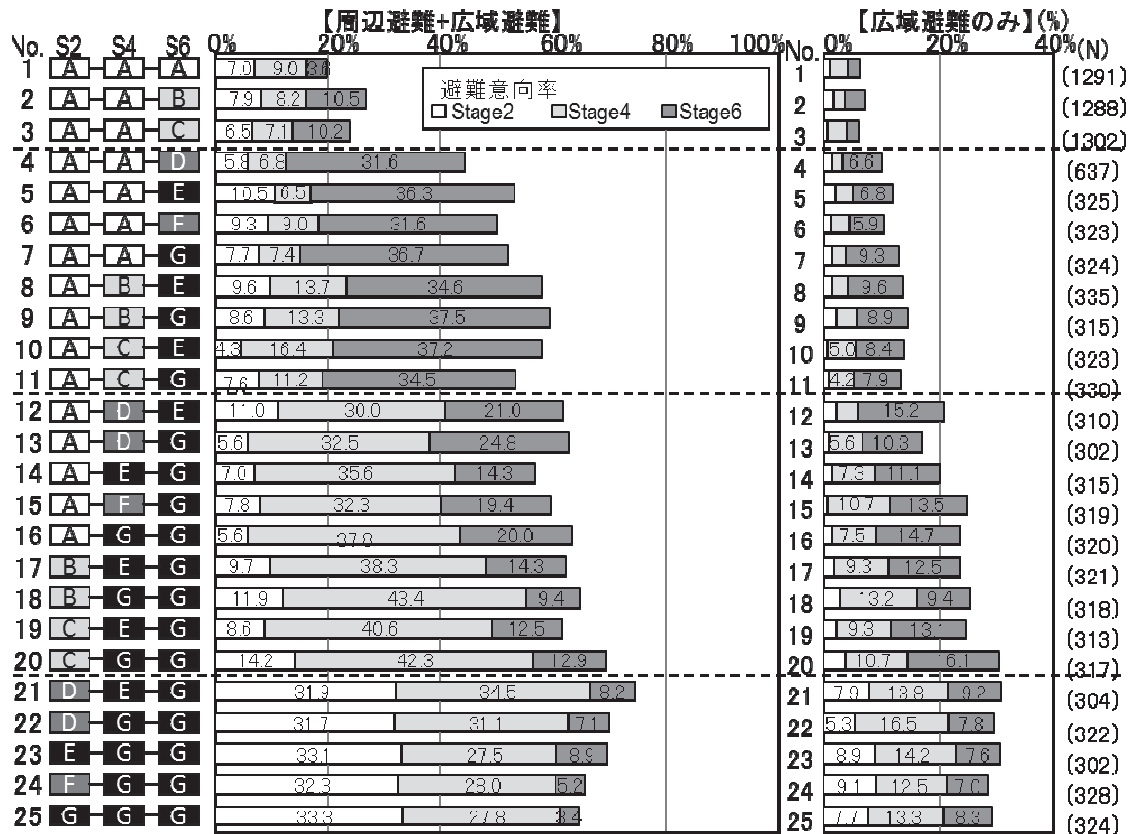 【周辺避難+広域避難】 【広域避難のみ】(%)
No. S2 S4 S6 0% 20% 40% 60% 80% 100% No. 0% 20% 40% (N)
避難意向率
Stage2 Stage4 Stage6
1 A A A 7.0 9.0 3.6 1 (1291)
2 A A B 7.9 8.2 10.5 2 (1288)
3 A A C 6.5 7.1 10.2 3 (1302)
4 A A D 5.8 6.8 31.6 4 6.6 (637)
5 A A E 10.5 6.5 36.3 5 6.8 (325)
6 A A F 9.3 9.0 31.6 6 5.9 (323)
7 A A G 7.7 7.4 36.7 7 9.3 (324)
8 A B E 9.6 13.7 34.6 8 9.6 (335)
9 A B G 8.6 13.3 37.5 9 8.9 (315)
10 A C E 4.3 16.4 37.2 10 5.0 8.4 (323)
11 A C G 7.6 11.2 34.5 11 4.2 7.9 (330)
12 A D E 11.0 30.0 21.0 12 15.2 (310)
13 A D G 5.6 32.5 24.8 13 5.6 10.3 (302)
14 A E G 7.0 35.6 14.3 14 7.3 11.1 (315)
15 A F G 7.8 32.3 19.4 15 10.7 13.5 (319)
16 A G G 5.6 37.8 20.0 16 7.5 14.7 (320)
17 B E G 9.7 38.3 14.3 17 9.3 12.5 (321)
18 B G G 11.9 43.4 9.4 18 13.2 9.4 (318)
19 C E G 8.6 40.6 12.5 19 9.3 13.1 (313)
20 C G G 14.2 42.3 12.9 20 10.7 16.1 (317)
21 D E G 31.9 34.5 8.2 21 7.9 13.8 9.2 (304)
22 D G G 31.7 31.1 7.1 22 5.3 16.5 7.8 (322)
23 E G G 33.1 27.5 8.9 23 8.9 14.2 7.6 (302)
24 F G G 32.3 28.0 5.2 24 9.1 12.5 7.0 (328)
25 G G G 33.3 27.8 3.4 25 7.7 13.3 8.3 (324)